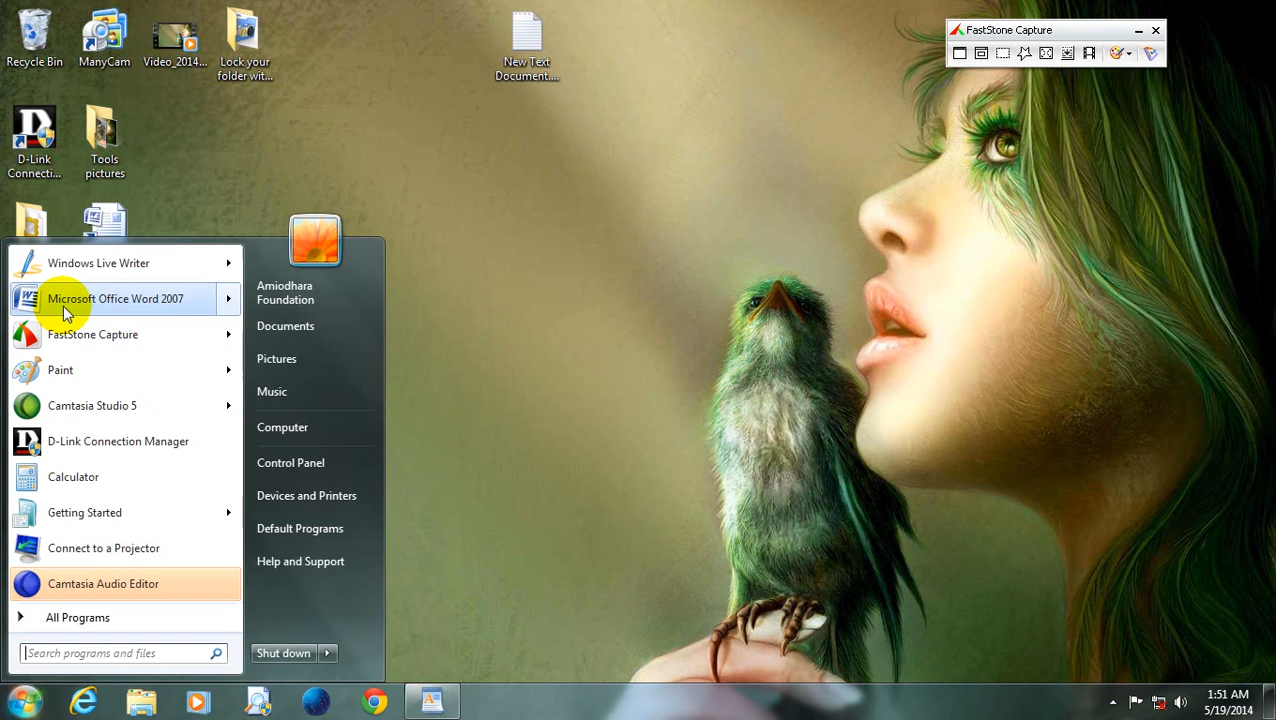 Recycle Bin
ManyCam
Video_2014...
Lock your
folder wit...
New Text
Document....
FastStone Capture
D-Link
Connecti...
Tools
pictures
Windows Live Writer
Microsoft Office Word 2007
FastStone Capture
Paint
Camtasia Studio 5
D-Link Connection Manager
Calculator
Getting Started
Connect to a Projector
Camtasia Audio Editor
All Programs
Search programs and files
Amiodhara
Foundation
Documents
Pictures
Music
Computer
Control Panel
Devices and Printers
Default Programs
Help and Support
Shut down
1:51 AM
5/19/2014